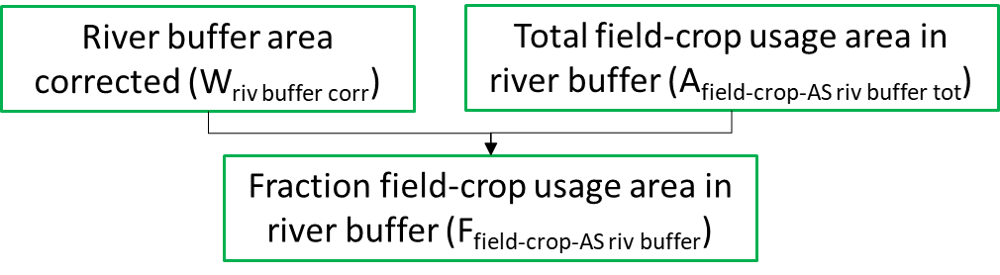 River buffer area
corrected (Wriv buffer corr)
Total field-crop usage area in
river buffer (Afield-crop-AS riv buffer tot)
Fraction field-crop usage area in
river buffer (Ffield-crop-AS riv buffer)